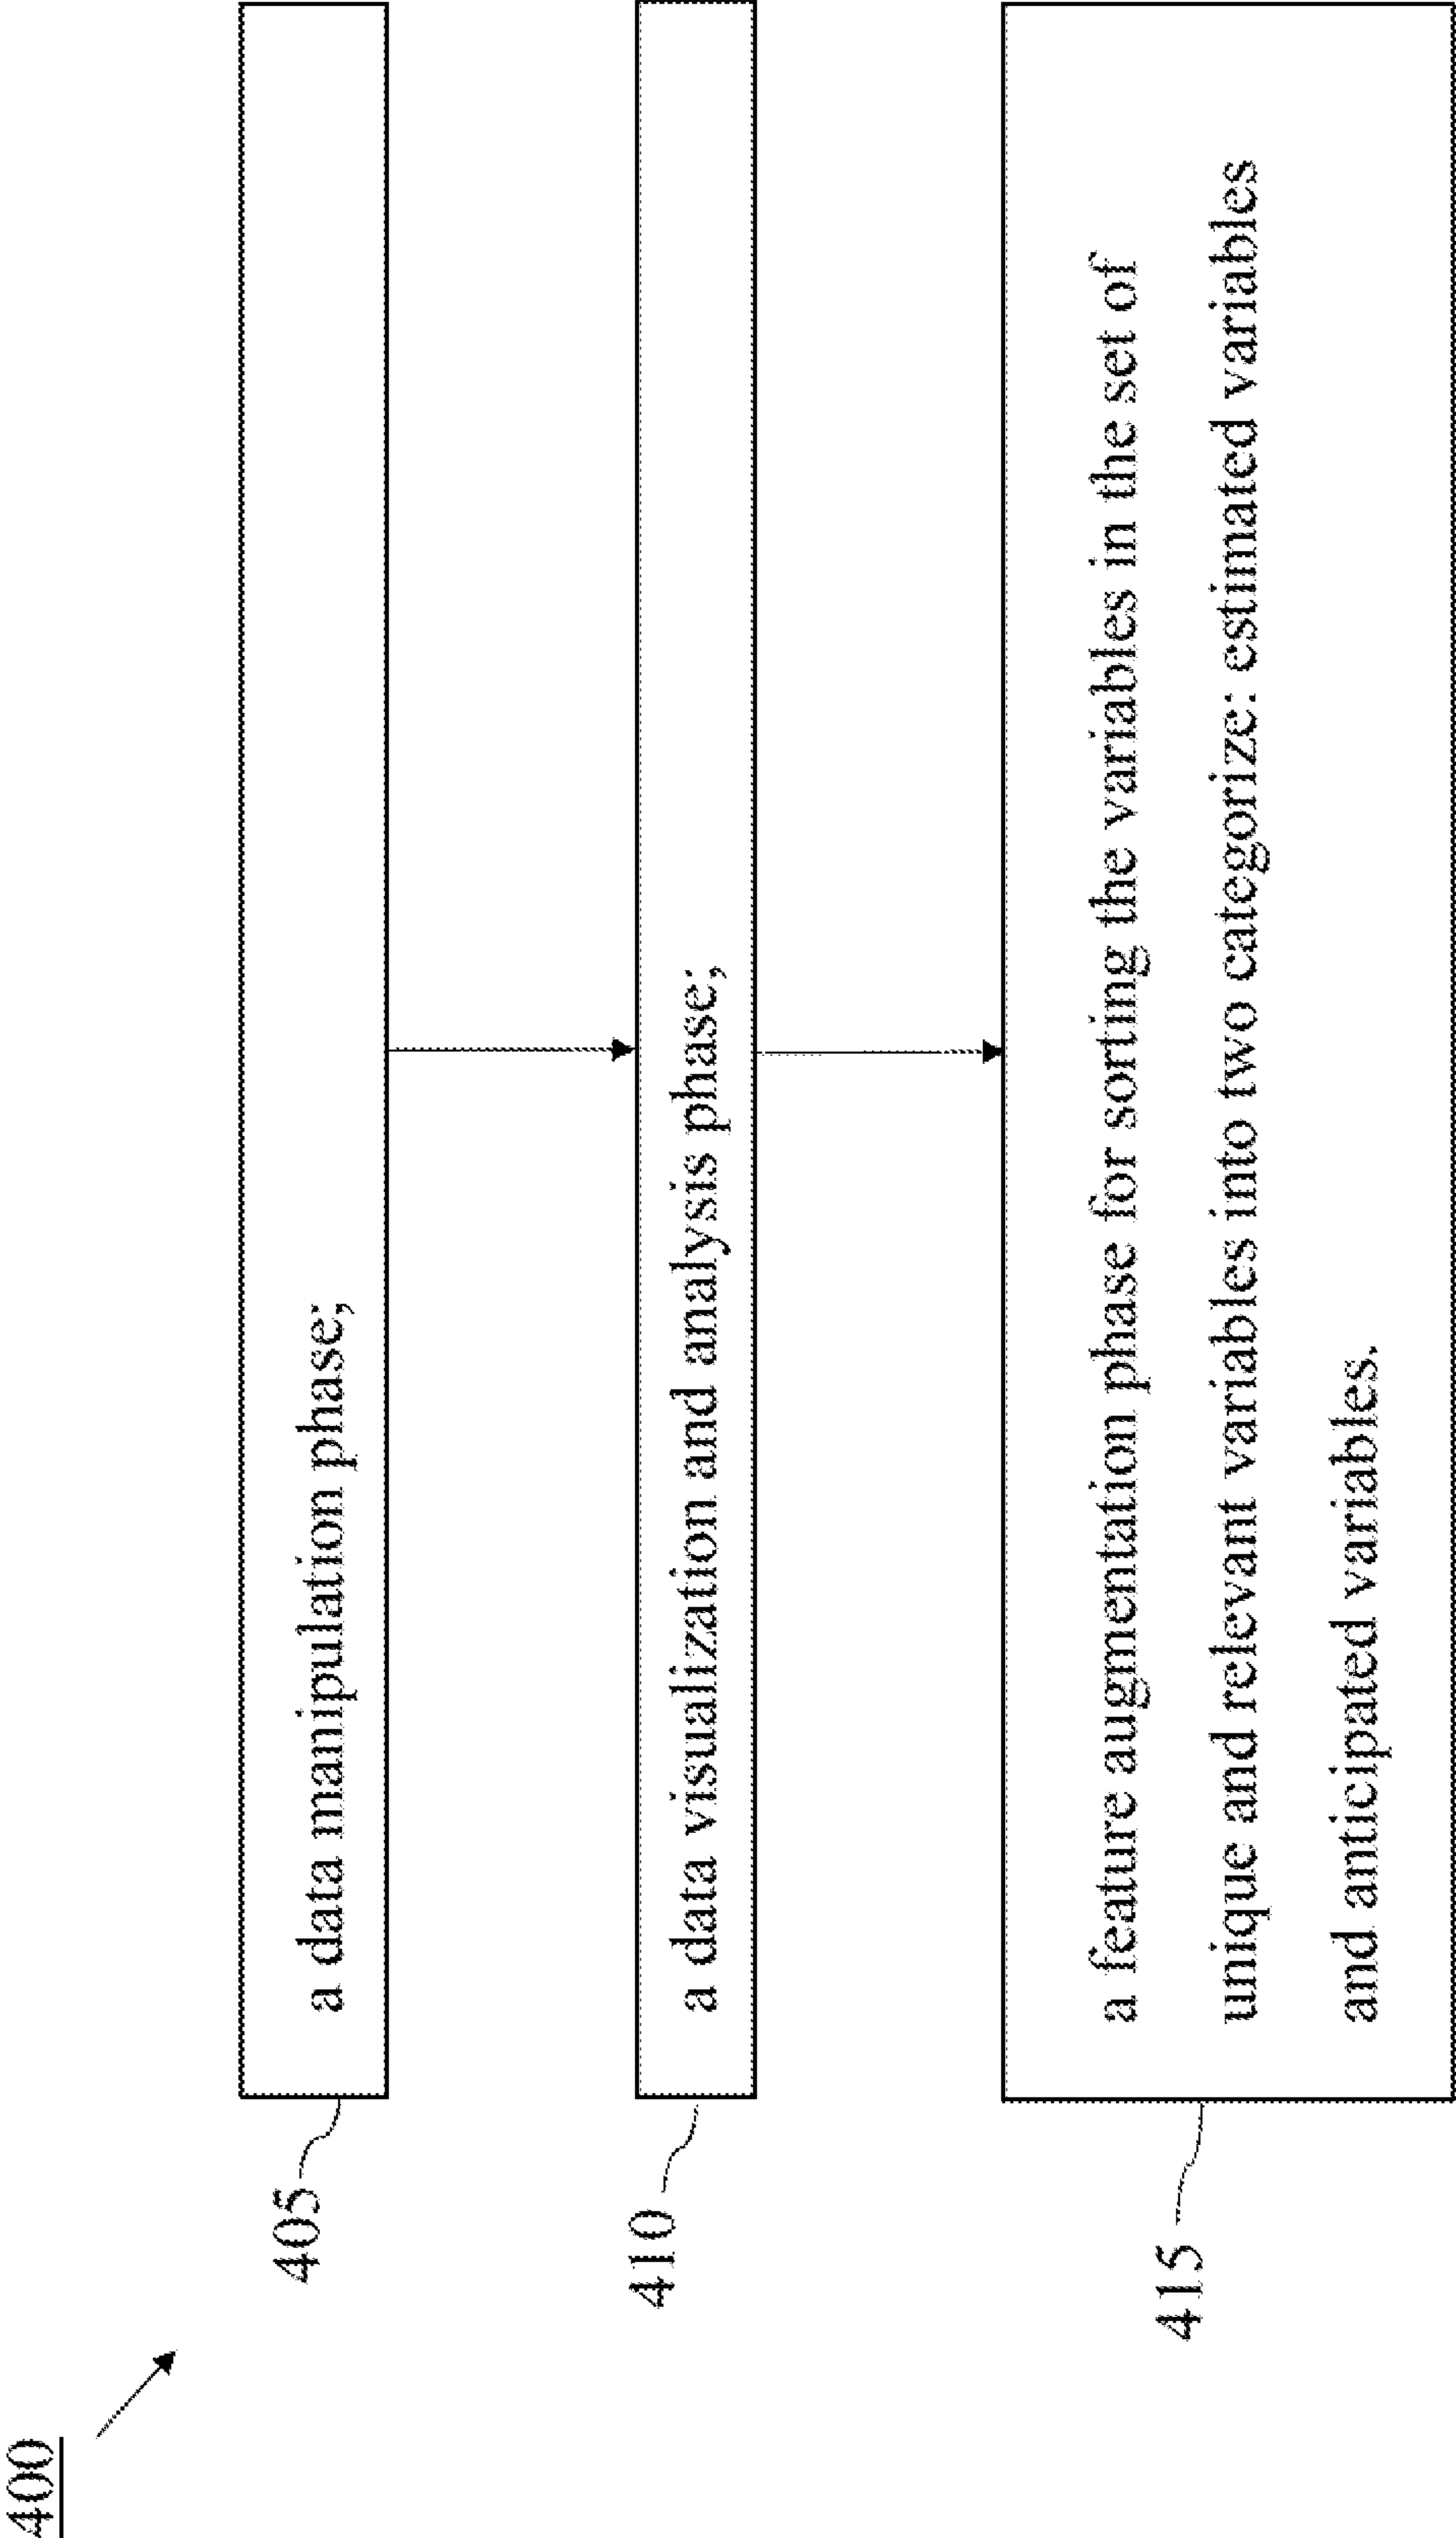 400
405
a data manipulation phase;
410
a data visualization and analysis phase;
415
a feature augmentation phase for sorting the variables in the set of
unique and relevant variables into two categorize: estimated variables
and anticipated variables.